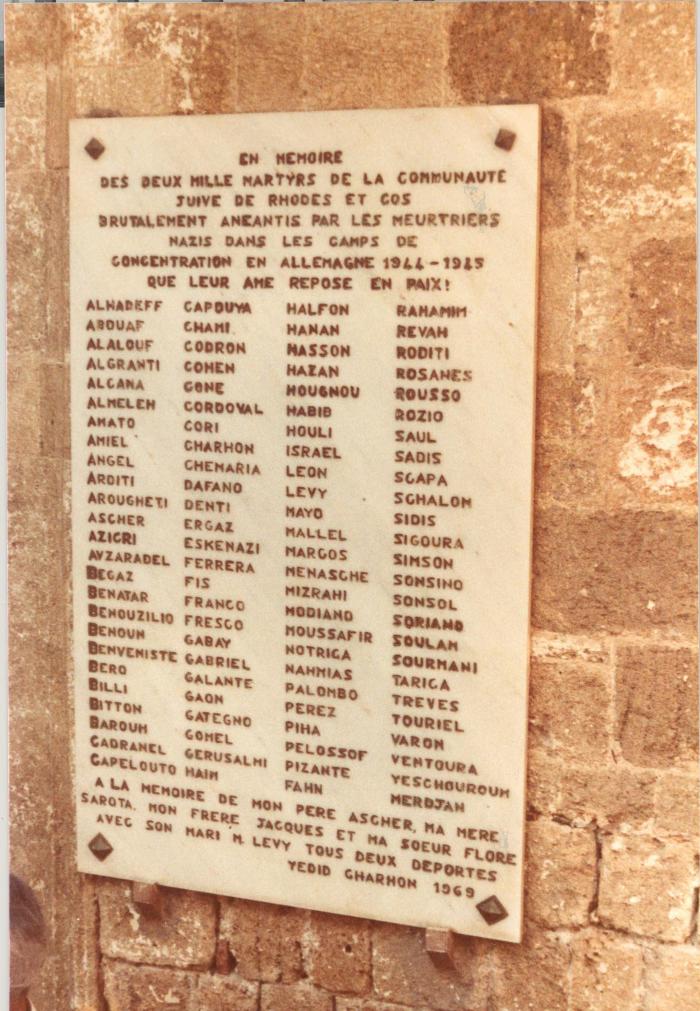 EN MEMOIRE
DES DEUX MILLE MARTYRS DE LA COMMUNAUTÉ
JUIVE DE RHODES ET COS
BRUTALEMENT ANEANTIS PAR LES MEURTRIERS
NAZIS DANS LES CAMPS DE
CONCENTRATION EN ALLEMAGNE 1944-1945
QUE LEUR AME REPOSE EN PAIX!
ALHADEFF
ABOUAF
ALALOUF
ALGRANTI
ALCANA
ALMELEH
AMATO
AMIEL
ANGEL
ARDITI
AROUGHETI
ASCHER
AZICRI
AVZARADEL
BEGAZ
BENATAR
BENOUZILIO
BENOUN
BENVENISTE
BERO
BILLI
BITTON
BAROUH
CADRANEL
CAPELOUTO
CAPOUYA
CHAMI
CODRON
COHEN
CONE
CORDOVAL
CORI
CHARHON
CHEMARIA
DAFANO
DENTI
ERGAZ
ESKENAZI
FERRERA
FIS
FRANCO
FRESCO
GABAY
GABRIEL
GALANTE
GAON
GATEGNO
GOMEL
GERUSALMI
HAIM
HALFON
HANAN
HASSON
HAZAN
HOUGNOU
HABIB
HOULI
ISRAEL
LEON
LEVY
MAYO
MALLEL
MARCOS
MENASCHE
MIZRAHI
MODIANO
MOUSSAFIR
NOTRICA
NAHMIAS
PALOMBO
PEREZ
PIHA
PELOSSOF
PIZANTE
FAHN
RAHAMIM
REVAH
RODITI
ROSANES
ROUSSO
ROZIO
SAUL
SADIS
SCAPA
SCHALOM
SIDIS
SIGOURA
SIMSON
SONSINO
SONSOL
SORIANO
SOULAM
SOURMANI
TARICA
TREVES
TOURIEL
VARON
VENTOURA
YESCHOUROUM
MERDJAN
A LA MEMOIRE DE MON PERE ASCHER, MA MERE
SAROTA. MON FRERE JACQUES ET MA SOEUR FLORE
AVEC SON MARI M. LEVY TOUS DEUX DEPORTES
YEDID CHARHON 1969